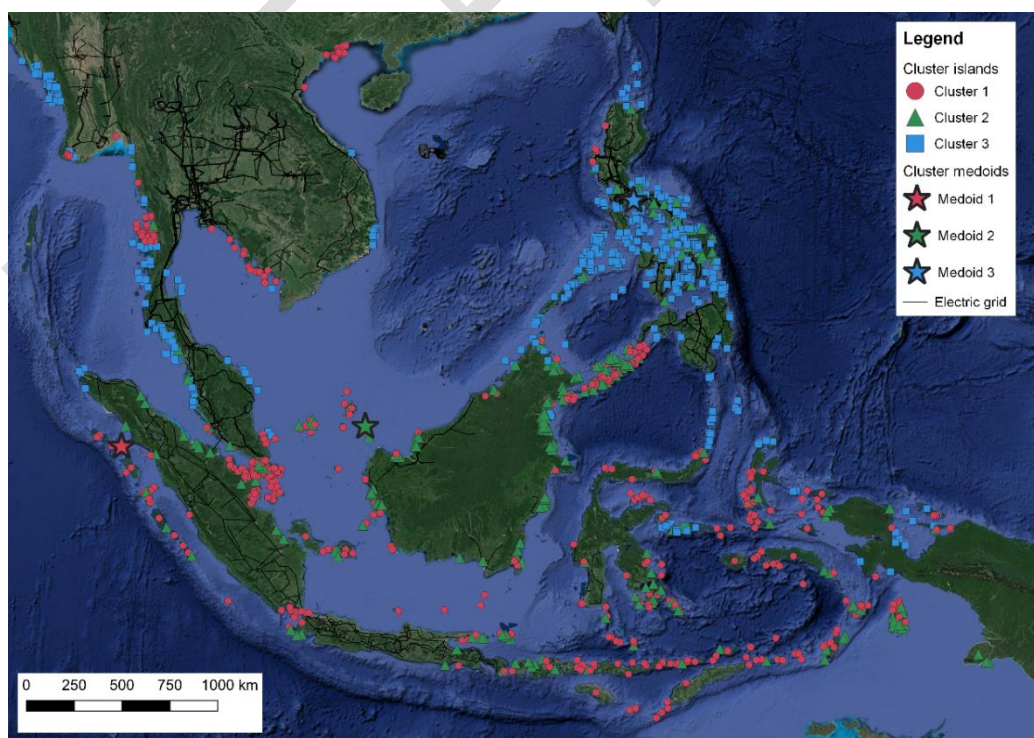 Legend
Cluster islands
Cluster 1
Cluster 2
Cluster 3
Cluster medoids
Medoid 1
Medoid 2
Medoid 3
Electric grid
0 250 500 750 1000 km